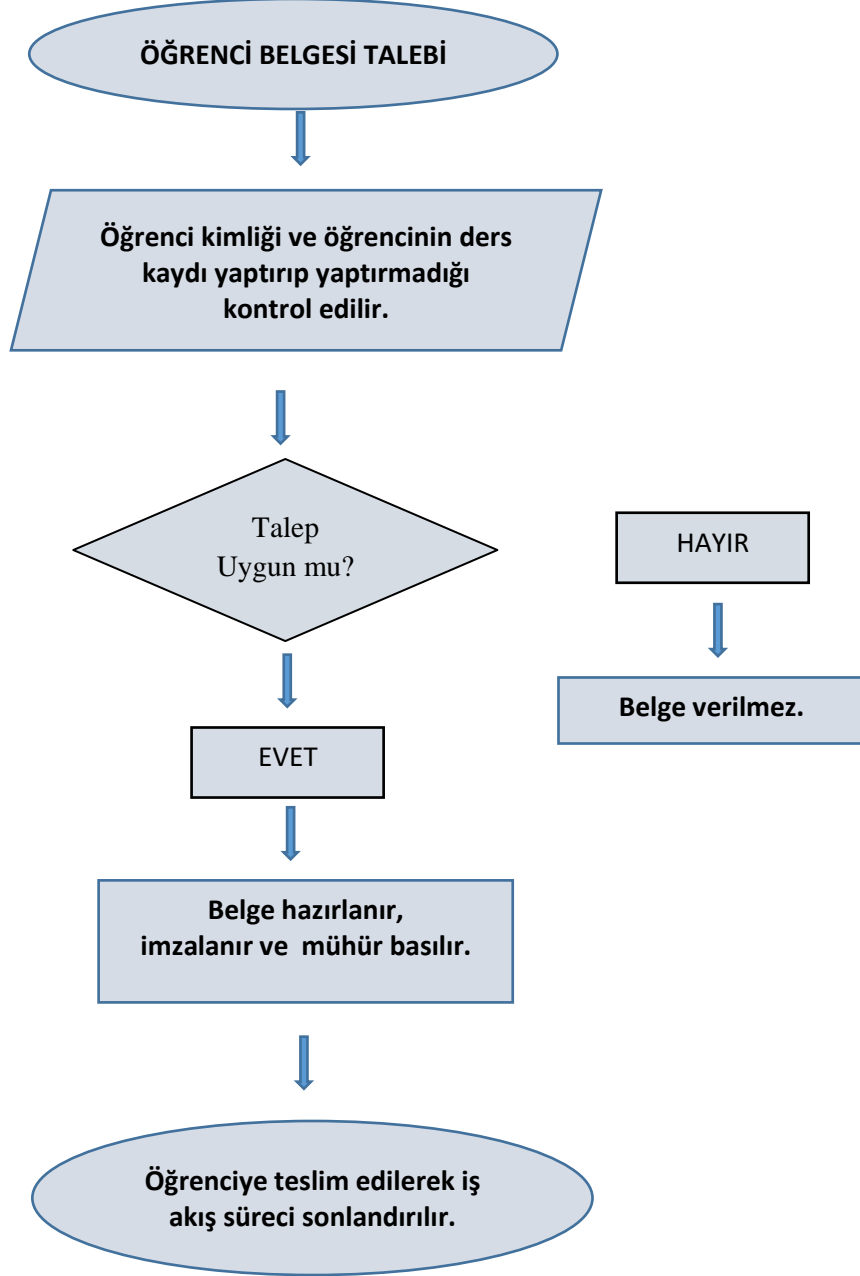 ÖĞRENCİ BELGESİ TALEBİ
Öğrenci kimliği ve öğrencinin ders
kaydı yaptırıp yaptırmadığı
kontrol edilir.
Talep
Uygun mu?
HAYIR
Belge verilmez.
EVET
Belge hazırlanır,
imzalanır ve mühür basılır.
Öğrenciye teslim edilerek iş
akış süreci sonlandırılır.